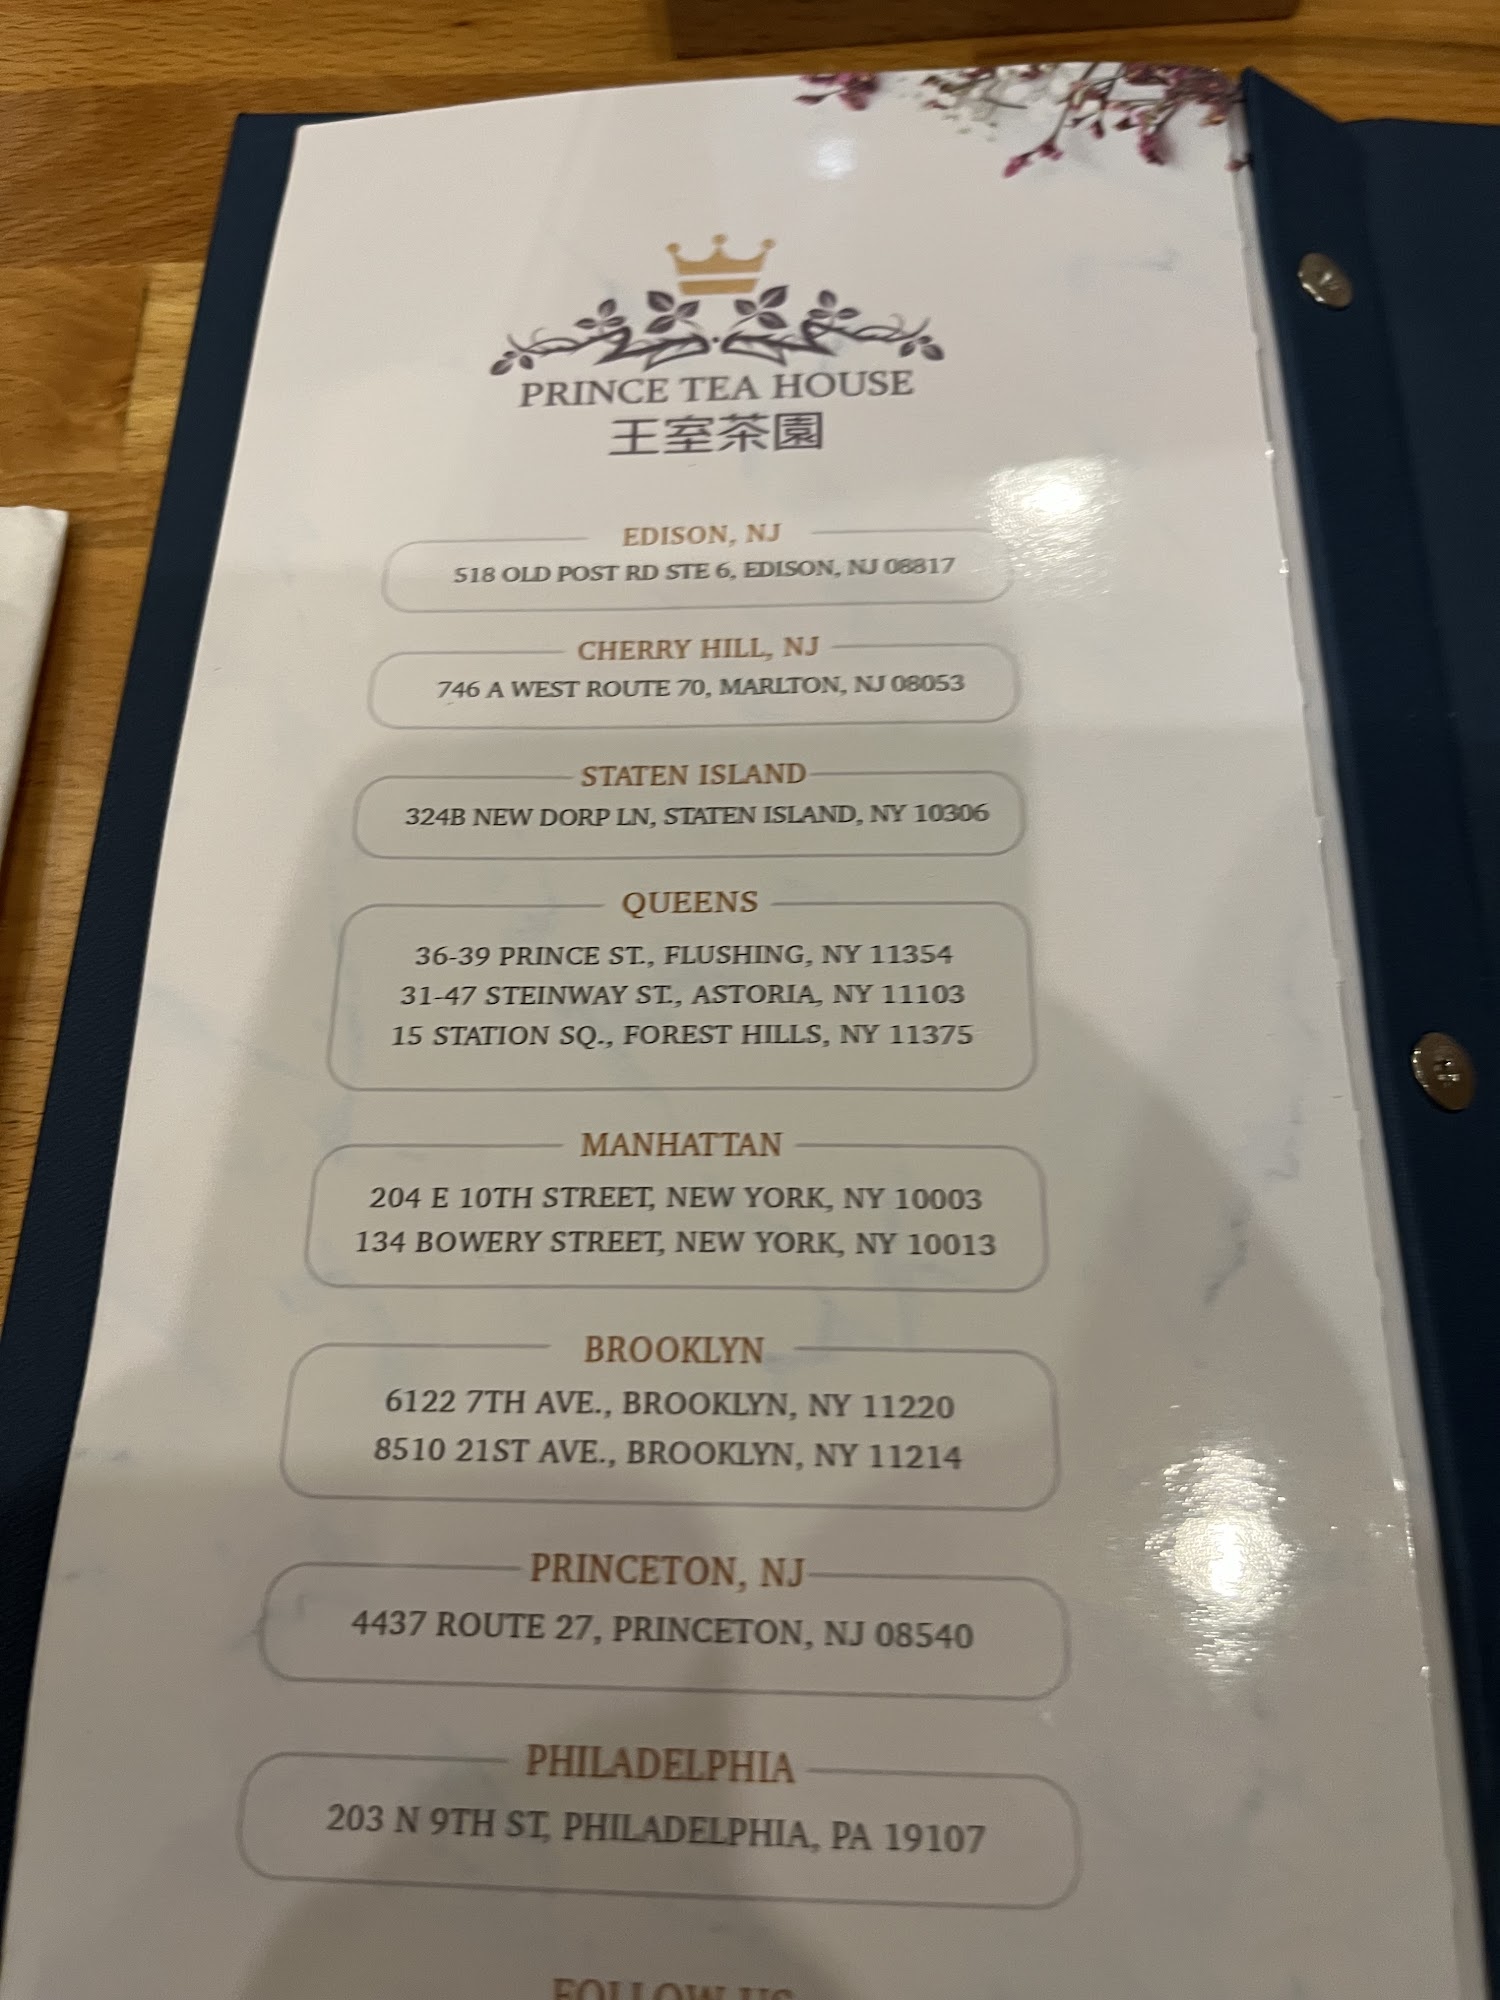 PRINCE TEA HOUSE
王室茶園
EDISON, NJ
518 OLD POST RD STE 6, EDISON, NJ 08817
CHERRY HILL, NJ
746 A WEST ROUTE 70, MARLTON, NJ 08053
STATEN ISLAND
324B NEW DORP LN, STATEN ISLAND, NY 10306
QUEENS
36-39 PRINCE ST., FLUSHING, NY 11354
31-47 STEINWAY ST., ASTORIA, NY 11103
15 STATION SQ., FOREST HILLS, NY 11375
MANHATTAN
204 E 10TH STREET, NEW YORK, NY 10003
134 BOWERY STREET, NEW YORK, NY 10013
BROOKLYN
6122 7TH AVE., BROOKLYN, NY 11220
8510 21ST AVE., BROOKLYN, NY 11214
PRINCETON, NJ
4437 ROUTE 27, PRINCETON, NJ 08540
PHILADELPHIA
203 N 9TH ST, PHILADELPHIA, PA 19107
FOLLOW US